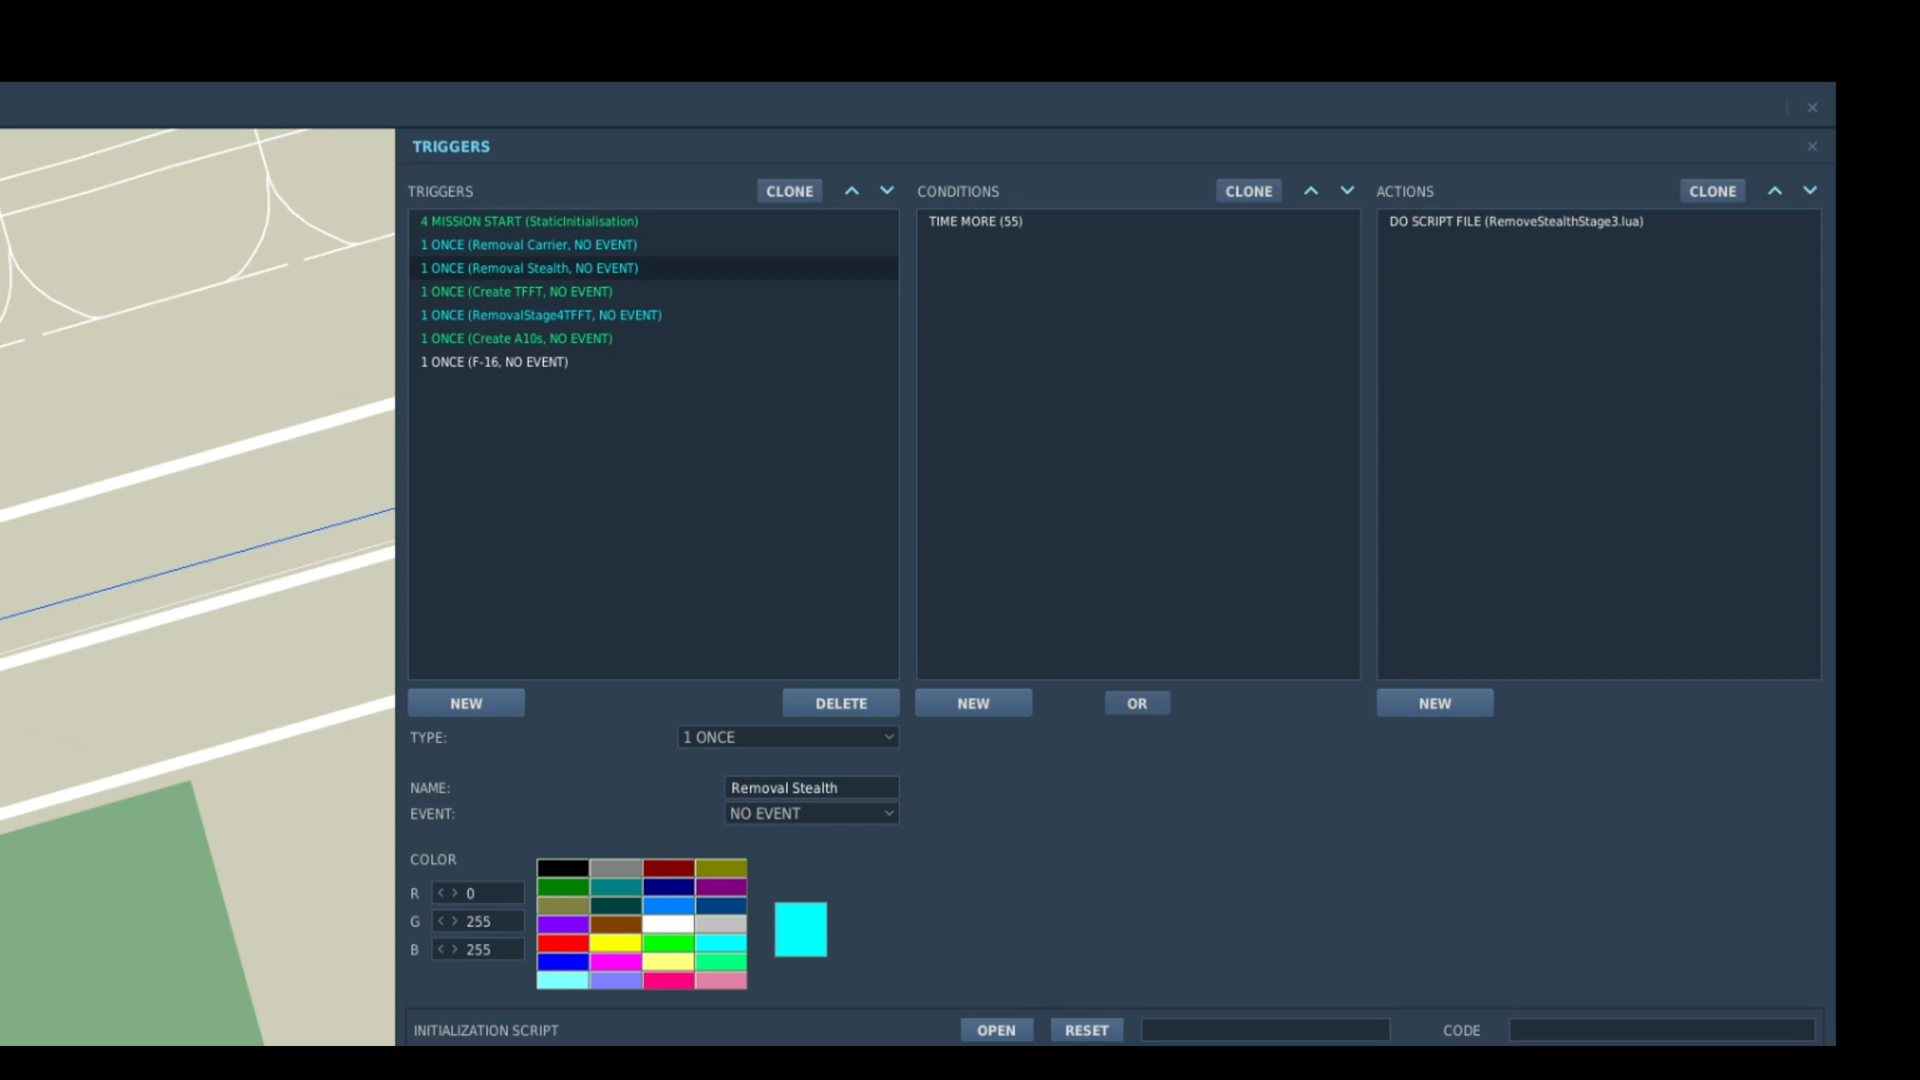 TRIGGERS
TRIGGERS CLONE CONDITIONS CLONE ACTIONS CLONE
4 MISSION START (StaticInitialisation)
1 ONCE (Removal Carrier, NO EVENT)
1 ONCE (Removal Stealth, NO EVENT)
1 ONCE (Create TFFT, NO EVENT)
1 ONCE (RemovalStage4TFFT, NO EVENT)
1 ONCE (Create A10s, NO EVENT)
1 ONCE (F-16, NO EVENT)
TIME MORE (55)
DO SCRIPT FILE (RemoveStealthStage3.lua)
NEW DELETE NEW OR NEW
TYPE: 1 ONCE
NAME: Removal Stealth
EVENT: NO EVENT
COLOR
R < > 0
G < > 255
B < > 255
INITIALIZATION SCRIPT OPEN RESET CODE